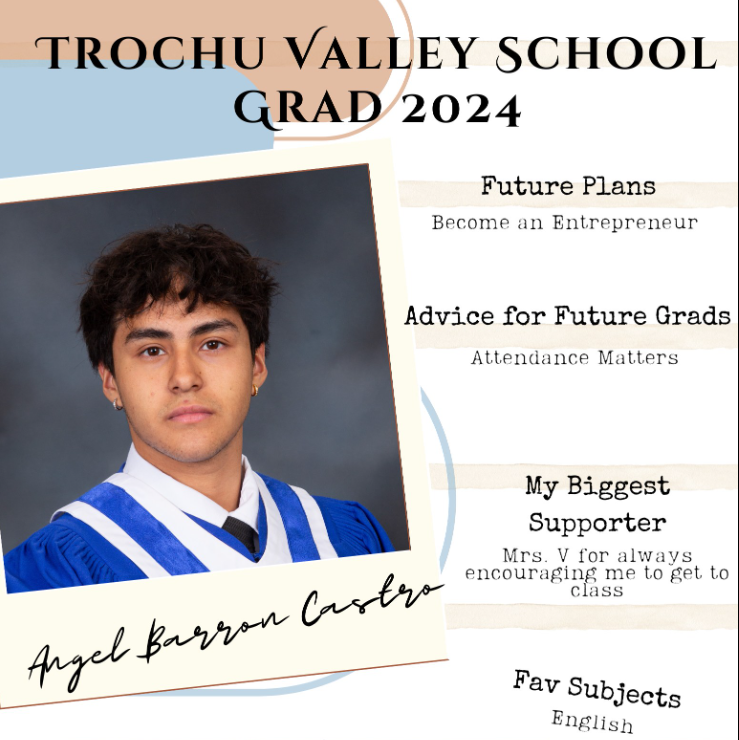 Trochu Valley School
Grad 2024
Future Plans
Become an Entrepreneur
Advice for Future Grads
Attendance Matters
My Biggest
Supporter
Mrs. V for always
encouraging me to get to
class
Fav Subjects
English
Angel Barron Castro